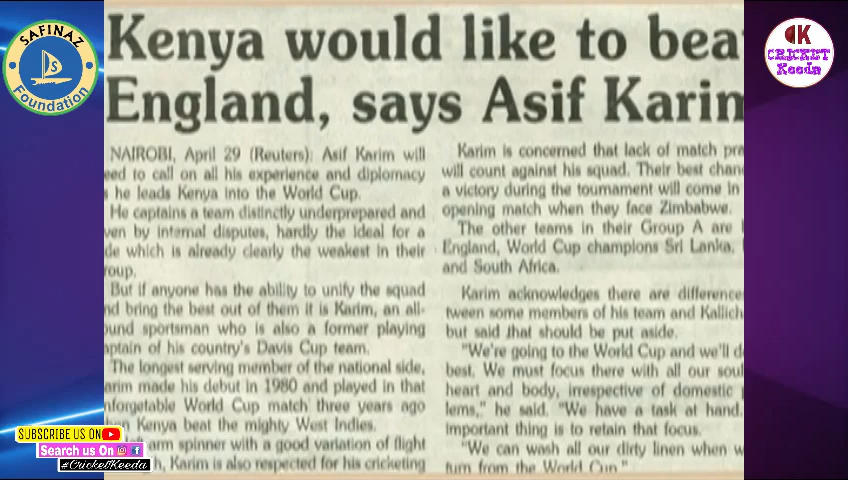 SAFINAZ
S
Foundation
CRICKET
Keeda
Kenya would like to bea
England, says Asif Karim
NAIROBI, April 29 (Reuters): Asif Karim will
eed to call on all his experience and diplomacy
s he leads Kenya into the World Cup.
He captains a team distinctly underprepared and
ven by internal disputes, hardly the ideal for a
de which is already clearly the weakest in their
roup.
But if anyone has the ability to unify the squad
nd bring the best out of them it is Karim, an all-
und sportsman who is also a former playing
aptain of his country's Davis Cup team.
The longest serving member of the national side,
arim made his debut in 1980 and played in that
nforgetable World Cup match three years ago
Kenya beat the mighty West Indies.
arm spinner with a good variation of flight
h, Karim is also respected for his cricketing
Karim is concerned that lack of match pra
will count against his squad. Their best chan
a victory during the tournament will come in
opening match when they face Zimbabwe.
The other teams in their Group A are
England, World Cup champions Sri Lanka,
and South Africa.
Karim acknowledges there are difference
tween some members of his team and Kallich
but said that should be put aside.
"We're going to the World Cup and we'll d
best. We must focus there with all our soul
heart and body, irrespective of domestic
lems," he said. "We have a task at hand.
important thing is to retain that focus.
"We can wash all our dirty linen when w
turn from the World Cup."
SUBSCRIBE US ON
Search us On
#CricketKeeda